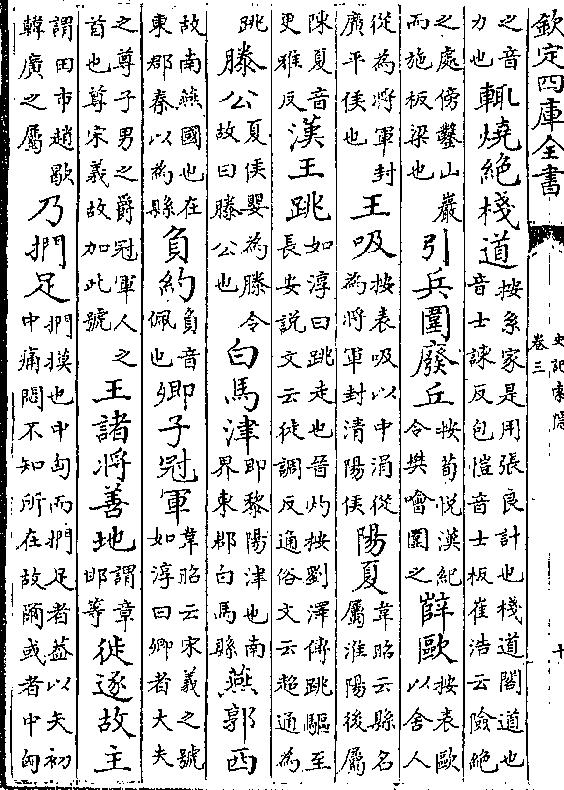 欽定四庫全書
史記索隱
卷三
十
之音力也輒燒絶棧道按系家是用張良計也棧道閣道也音士諫反包愷音士板崔浩云險絶
之處傍鑿山巖而施板梁也引兵圍廢丘按荀悦漢紀令樊噲圍之薛歐按表歐以舍人
從為將軍封廣平侯也王吸按表吸以中涓從為將軍封清陽侯陽夏韋昭云縣名屬淮陽後屬
陳夏音更雅反漢王跳如淳曰跳走也晉灼按劉澤傳跳驅至長安説文云徒調反通俗文云超通為
跳滕公夏侯嬰為滕令故曰滕公也白馬津即黎陽津也南界東郡白馬縣燕郭西
故南燕國也在東郡秦以為縣負約負音佩也卿子冠軍韋昭云宋義之號如淳曰卿者大夫
之尊子男之爵冠軍人之首也尊宋義故加此號王諸將善地謂章邯等徙逐故主
謂田市趙歇韓廣之屬乃捫足捫摸也中匈而捫足者蓋以矢初中痛悶不知所在故爾或者中匈